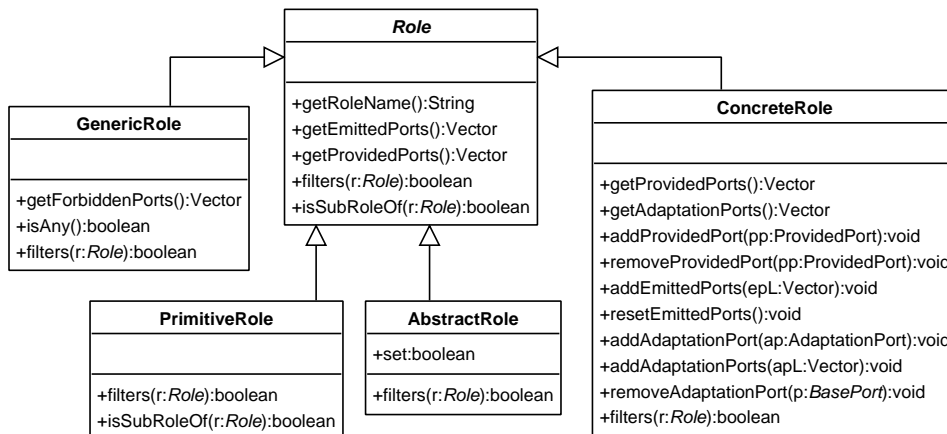 Role
+getRoleName():String
+getEmittedPorts():Vector
+getProvidedPorts():Vector
+filters(r:Role):boolean
+isSubRoleOf(r:Role):boolean
GenericRole
+getForbiddenPorts():Vector
+isAny():boolean
+filters(r:Role):boolean
ConcreteRole
+getProvidedPorts():Vector
+getAdaptationPorts():Vector
+addProvidedPort(pp:ProvidedPort):void
+removeProvidedPort(pp:ProvidedPort):void
+addEmittedPorts(epL:Vector):void
+resetEmittedPorts():void
+addAdaptationPort(ap:AdaptationPort):void
+addAdaptationPorts(apL:Vector):void
+removeAdaptationPort(p:BasePort):void
+filters(r:Role):boolean
PrimitiveRole
+filters(r:Role):boolean
+isSubRoleOf(r:Role):boolean
AbstractRole
+set:boolean
+filters(r:Role):boolean